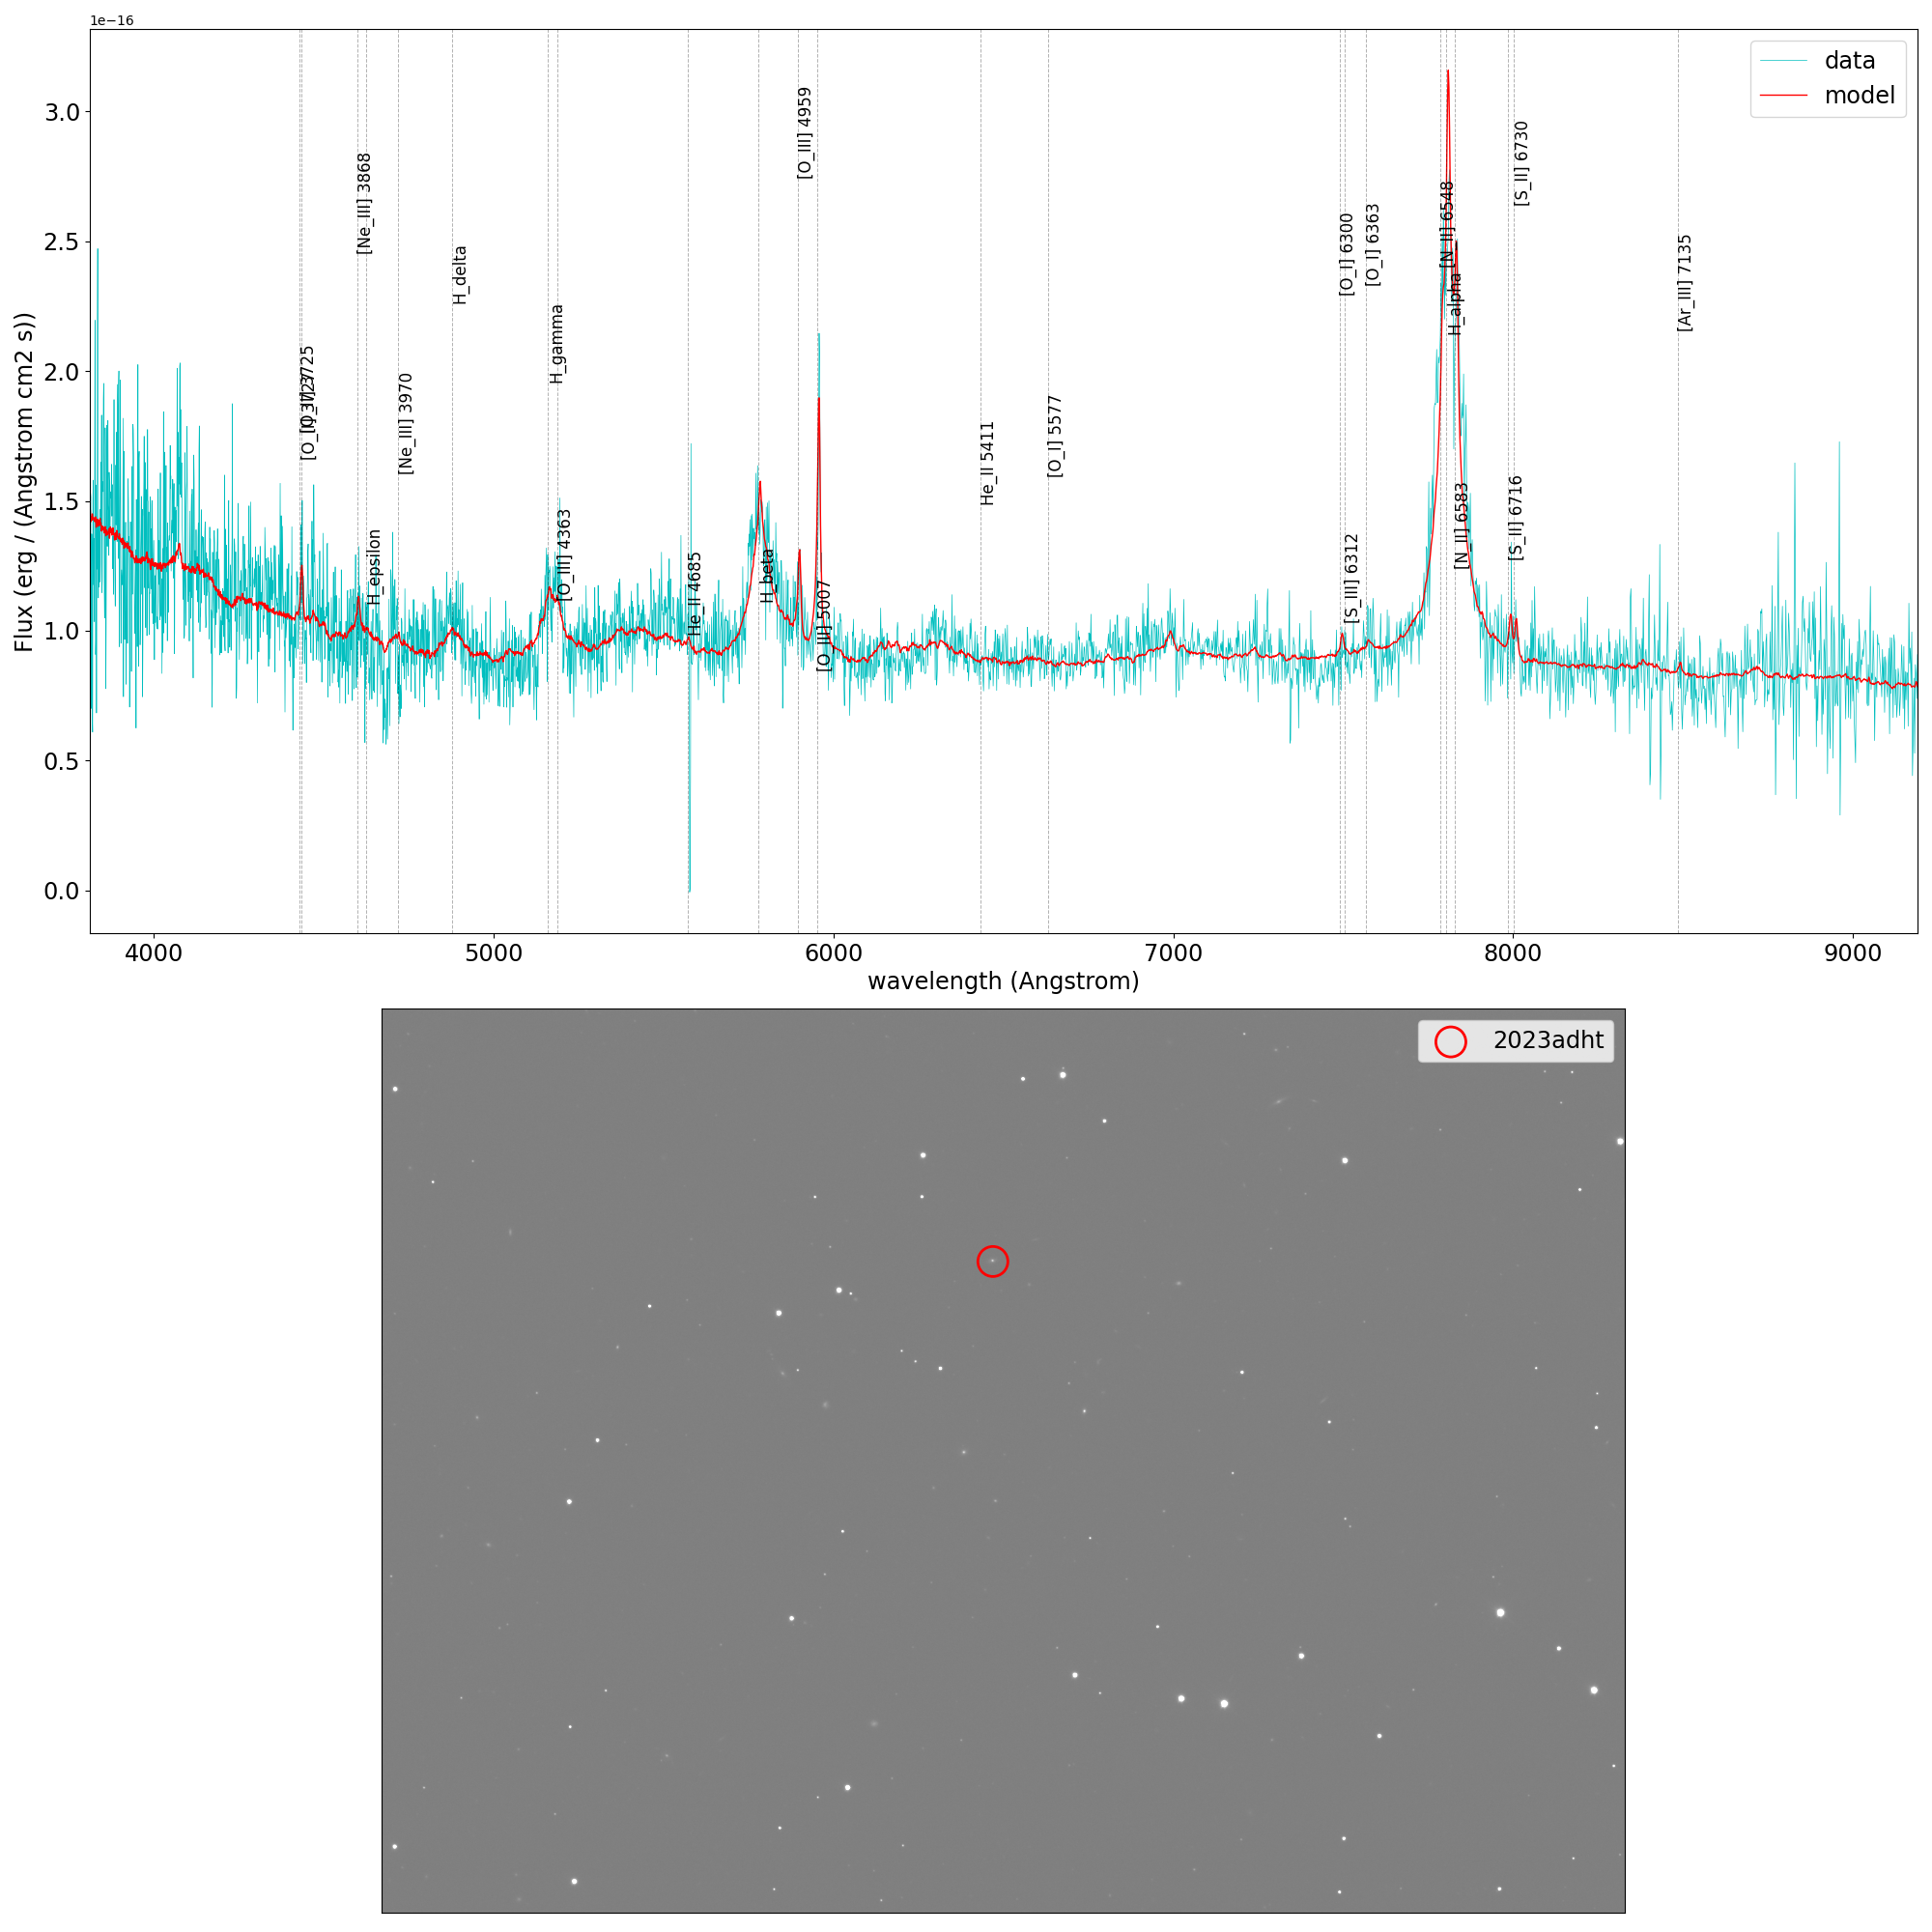 1e−16
data
model
[O_III] 4959
[S_II] 6730
[Ne_III] 3868
[N_II] 6548
[O_I] 6300
[O_I] 6363
[Ar_III] 7135
H_delta
H_alpha
H_gamma
[Ne_III] 3970
He_II 5411
[O_I] 5577
[N_II] 6583
[S_II] 6716
H_epsilon
[O_III] 4363
He_II 4685
H_beta
[O_III] 5007
[S_III] 6312
3.0
2.5
2.0
1.5
1.0
0.5
0.0
Flux (erg / (Angstrom cm2 s))
4000 5000 6000 7000 8000 9000
wavelength (Angstrom)
2023adht